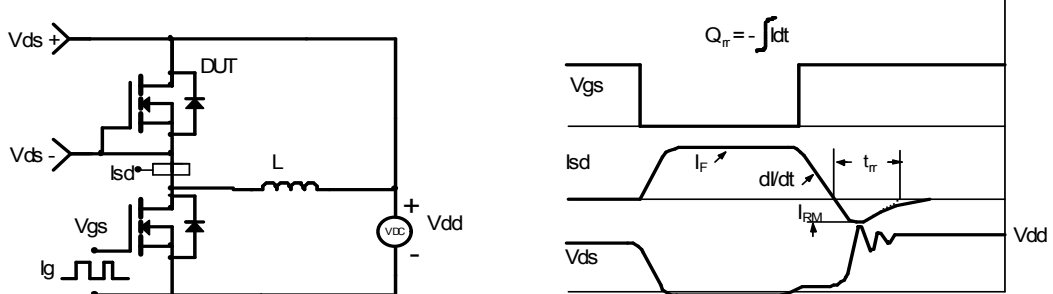 Vds +
DUT
Vds -
Isd
L
Vgs
Ig
+
VDC
-
Vdd
Qrr = - ∫Idt
Vgs
Isd
IF
dI/dt
trr
IRM
Vds
Vdd